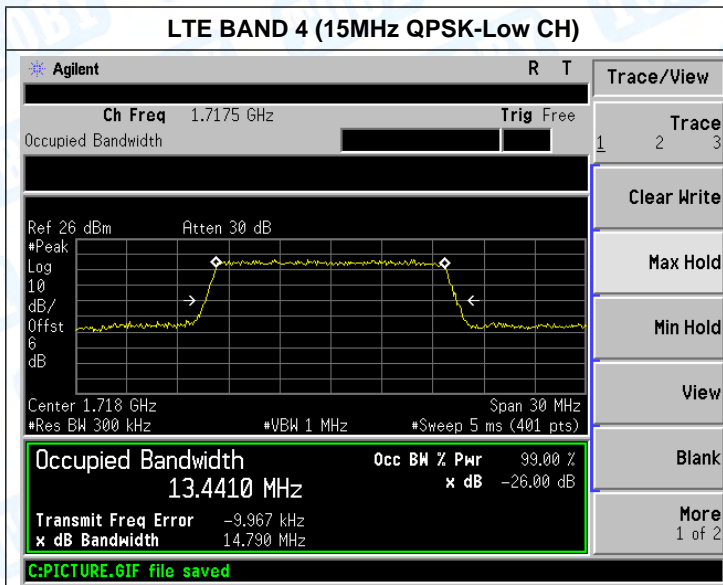 LTE BAND 4 (15MHz QPSK-Low CH)
Agilent R T
Ch Freq 1.7175 GHz Trig Free
Occupied Bandwidth
Ref 26 dBm Atten 30 dB
#Peak
Log
10
dB/
Offst
6
dB
Center 1.718 GHz Span 30 MHz
#Res BW 300 kHz #VBW 1 MHz #Sweep 5 ms (401 pts)
Occupied Bandwidth Occ BW % Pwr 99.00 %
13.4410 MHz x dB -26.00 dB
Transmit Freq Error -9.967 kHz
x dB Bandwidth 14.790 MHz
C:PICTURE.GIF file saved
Trace/View
Trace
1 2 3
Clear Write
Max Hold
Min Hold
View
Blank
More
1 of 2